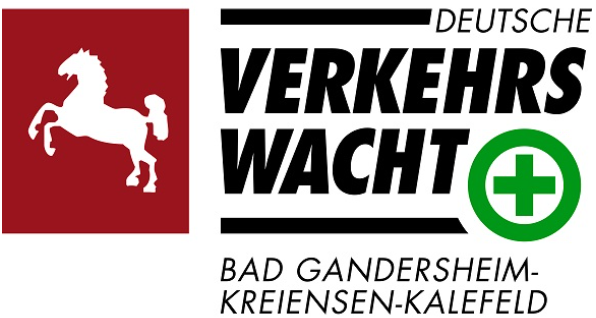 DEUTSCHE
VERKEHRS
WACHT
BAD GANDERSHEIM-
KREIENSEN-KALEFELD